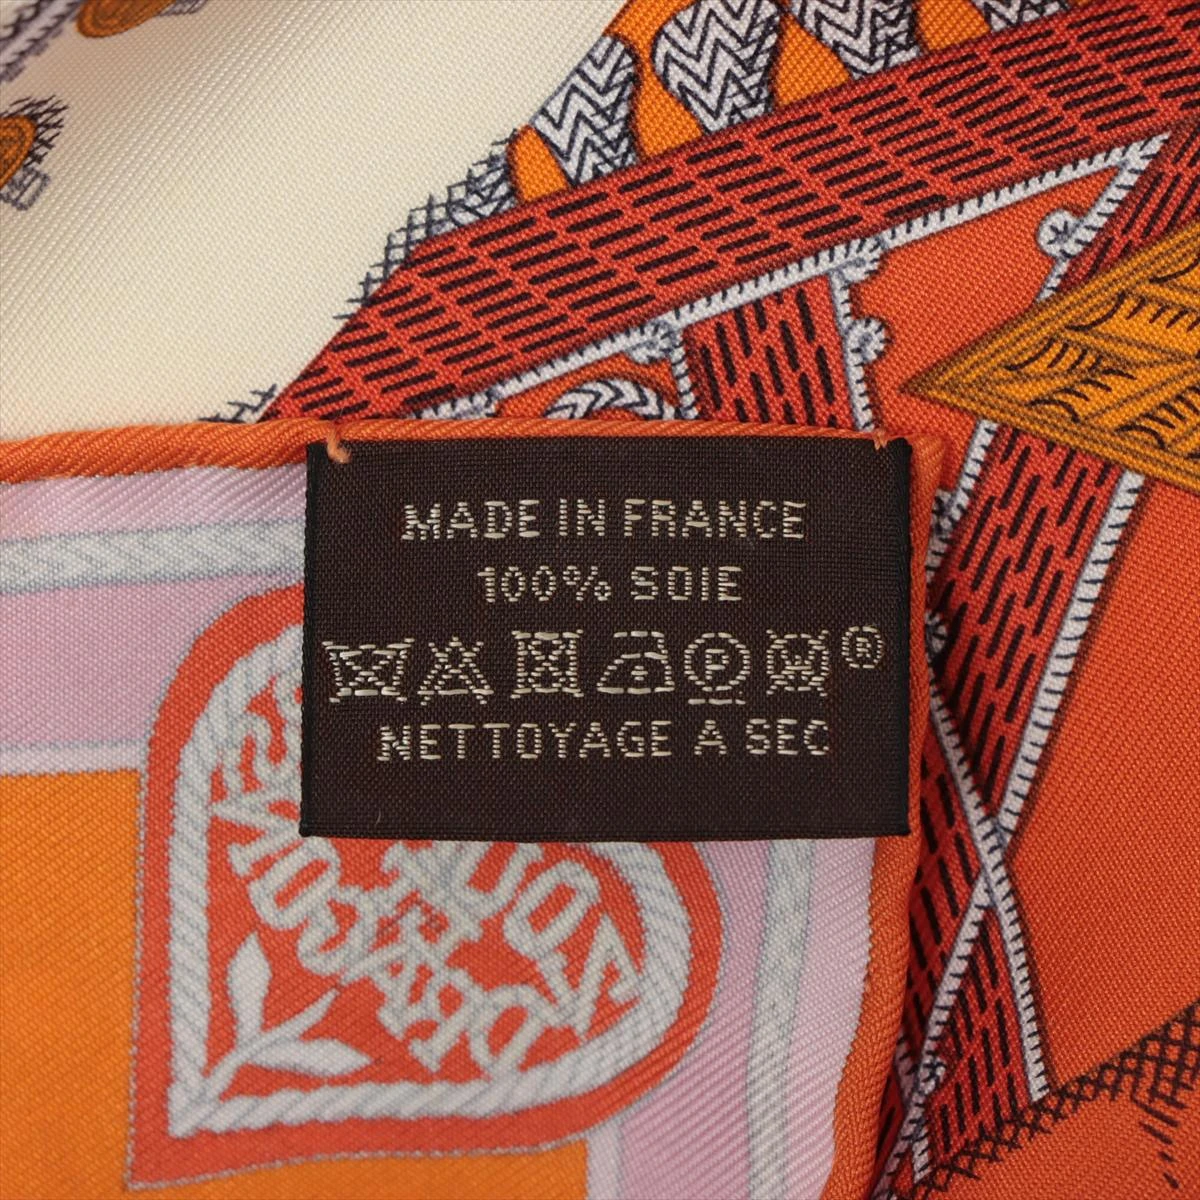 MADE IN FRANCE
100% SOIE
P ®
NETTOYAGE A SEC